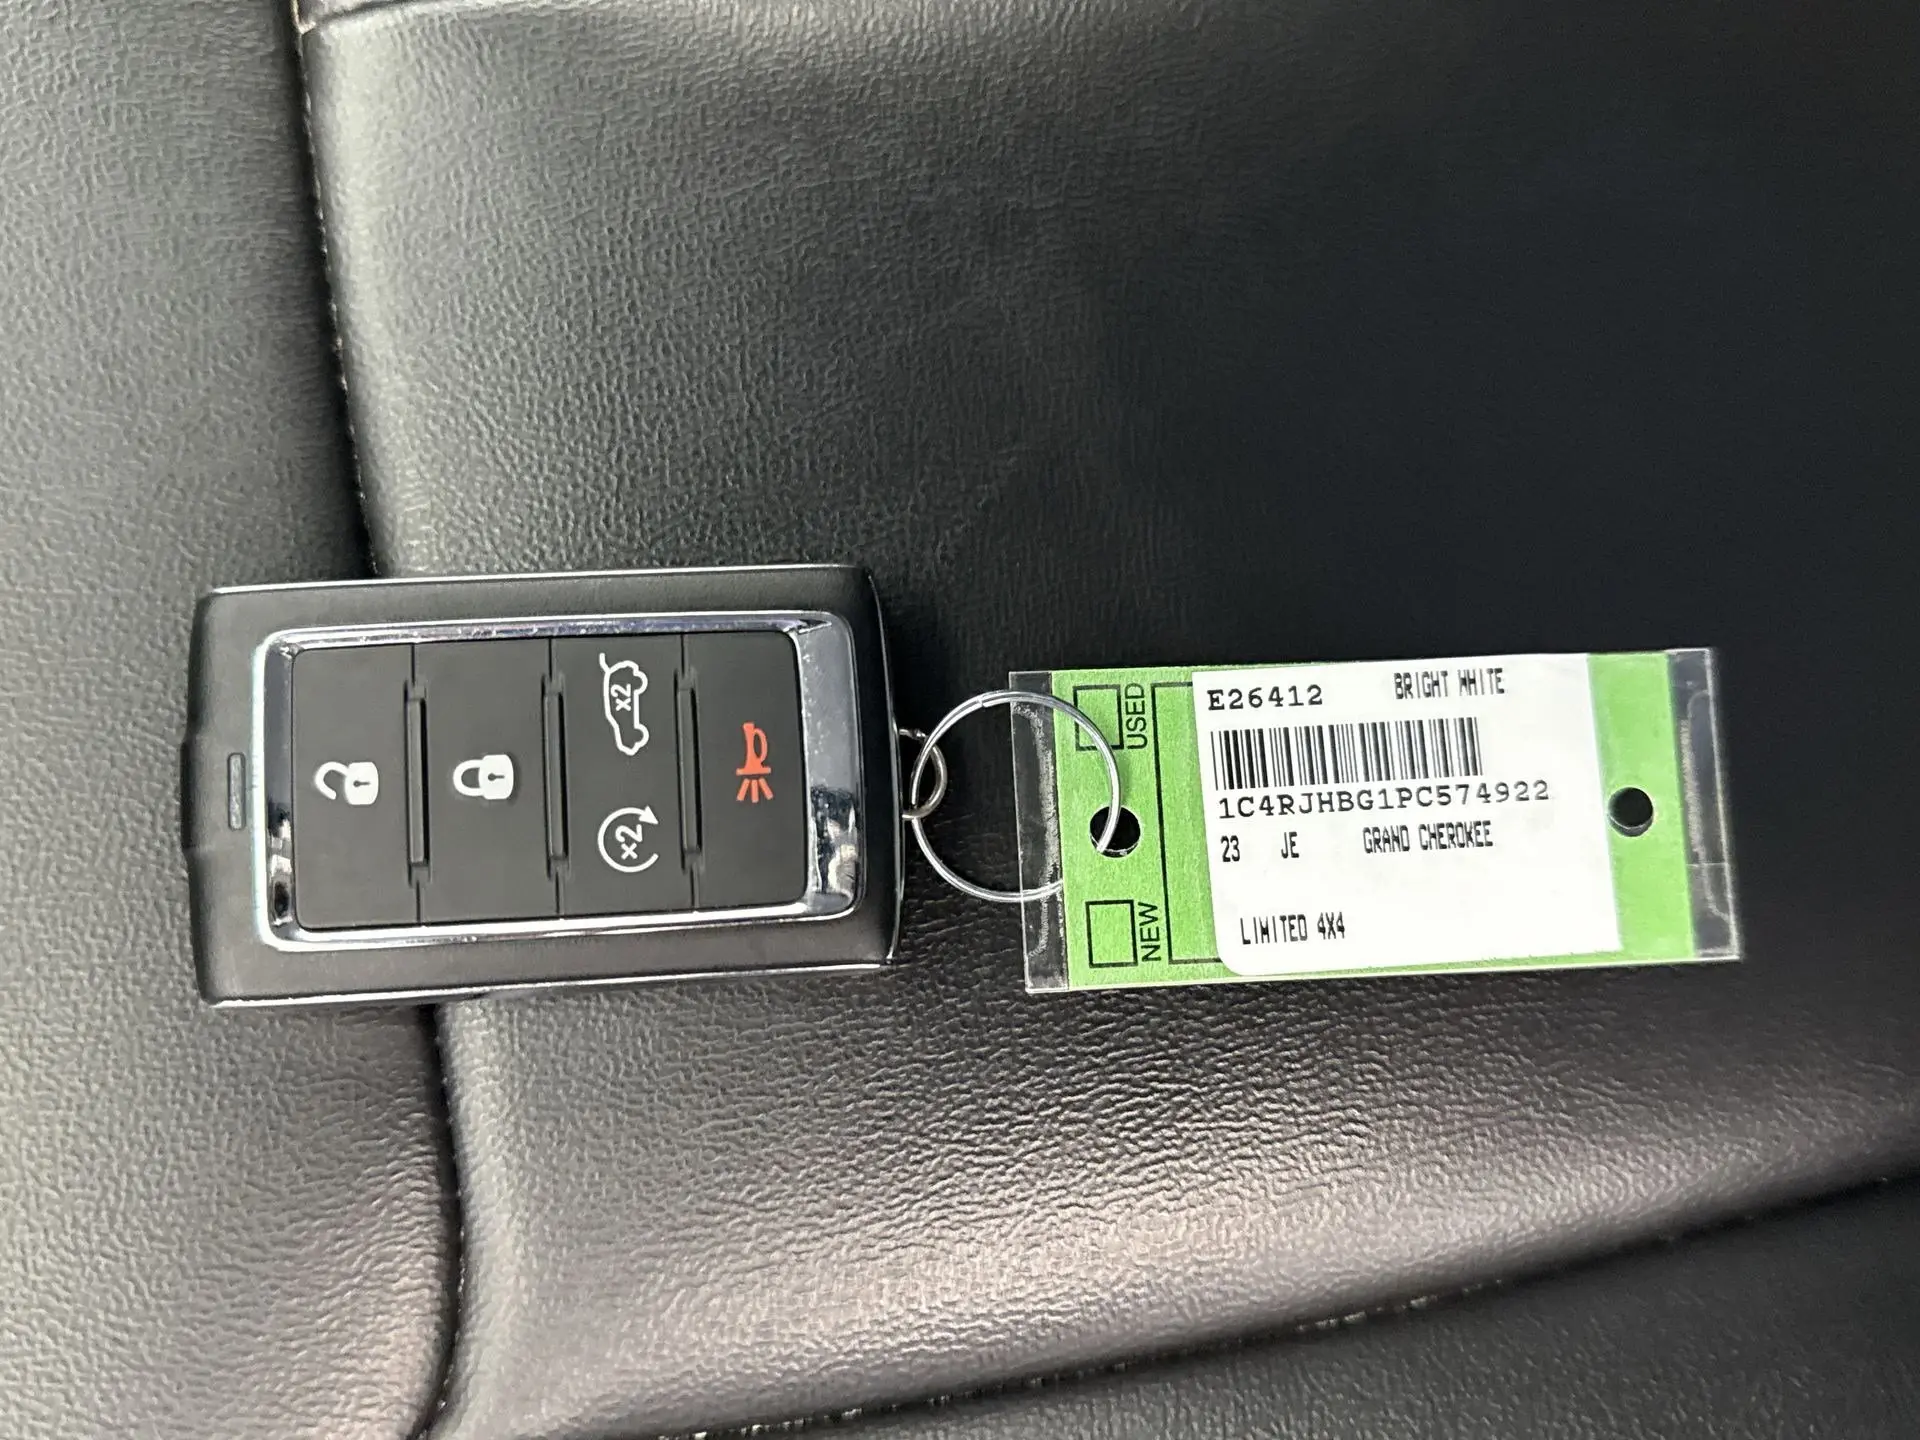 x2
x2
USED
NEW
E26412 BRIGHT WHITE
1C4RJHBG1PC574922
23 JE GRAND CHEROKEE
LIMITED 4X4